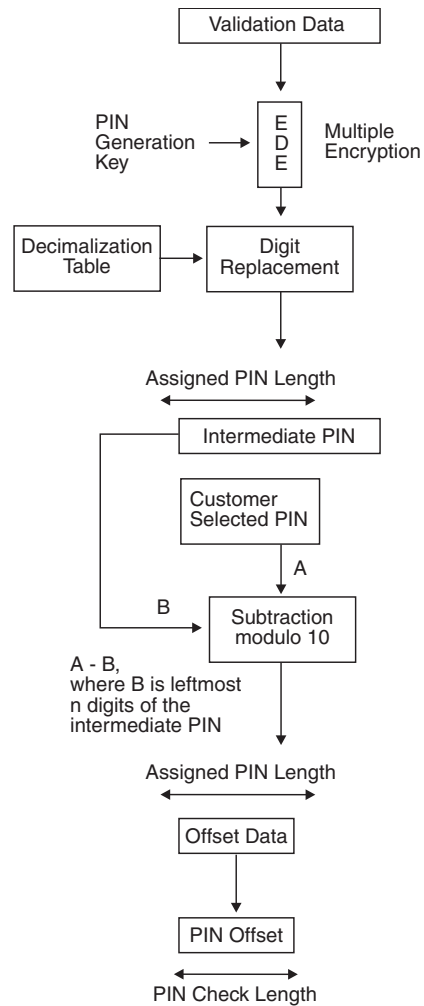 Validation Data
PIN
Generation
Key
E
D
E
Multiple
Encryption
Decimalization
Table
Digit
Replacement
Assigned PIN Length
Intermediate PIN
Customer
Selected PIN
A
B
Subtraction
modulo 10
A - B,
where B is leftmost
n digits of the
intermediate PIN
Assigned PIN Length
Offset Data
PIN Offset
PIN Check Length